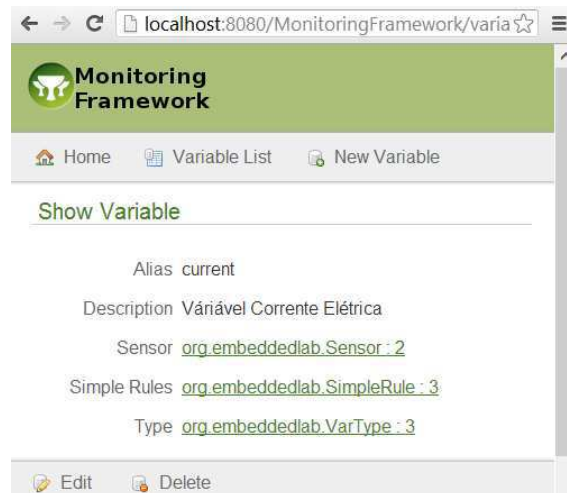 localhost:8080/MonitoringFramework/varia
Monitoring
Framework
Home Variable List New Variable
Show Variable
Alias current
Description Váriável Corrente Elétrica
Sensor org.embeddedlab.Sensor : 2
Simple Rules org.embeddedlab.SimpleRule : 3
Type org.embeddedlab.VarType : 3
Edit Delete